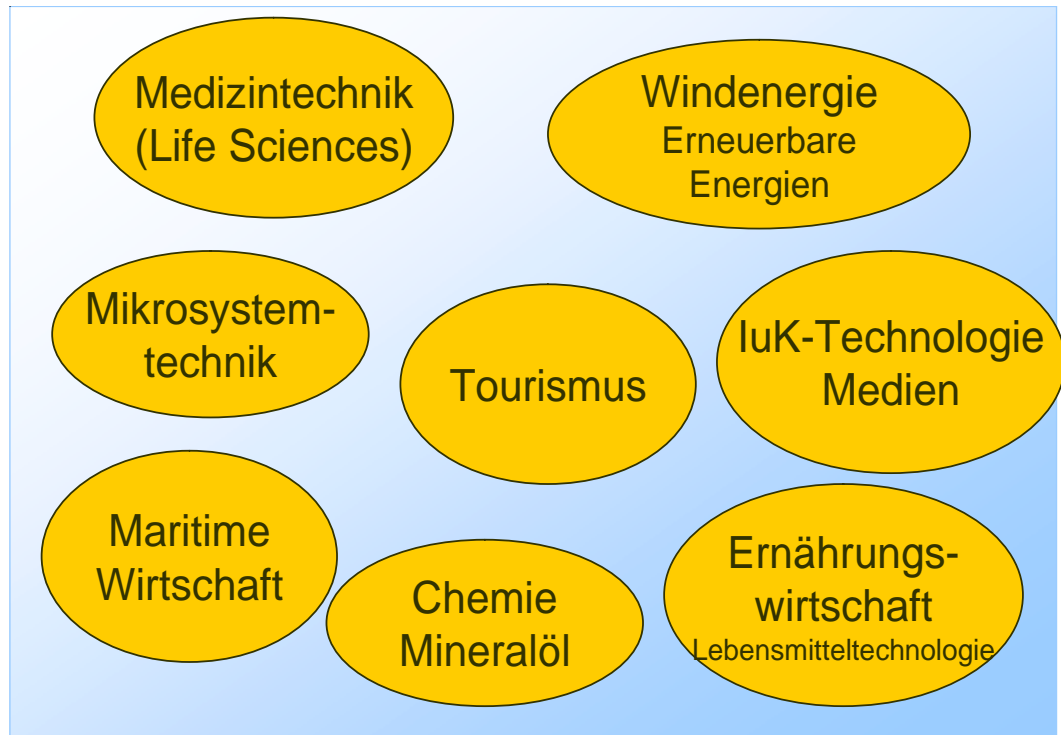 Medizintechnik
(Life Sciences)
Windenergie
Erneuerbare
Energien
Mikrosystem-
technik
Tourismus
IuK-Technologie
Medien
Maritime
Wirtschaft
Chemie
Mineralöl
Ernährungs-
wirtschaft
Lebensmitteltechnologie